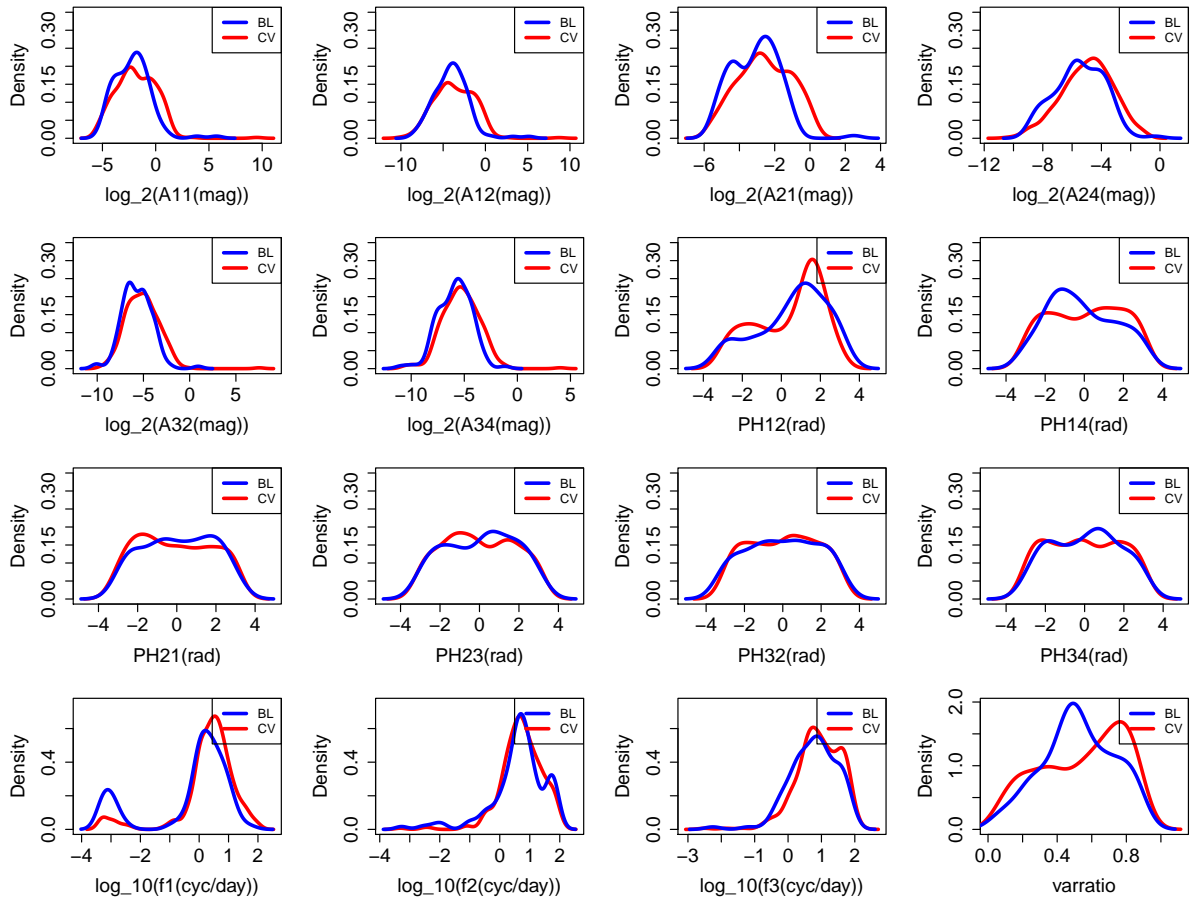 Density
0.00 0.15 0.30
BL
CV
−5 0 5 10
log_2(A11(mag))
Density
0.00 0.15 0.30
BL
CV
−10 −5 0 5 10
log_2(A12(mag))
Density
0.00 0.15 0.30
BL
CV
−6 −2 0 2 4
log_2(A21(mag))
Density
0.00 0.15 0.30
BL
CV
−12 −8 −4 0
log_2(A24(mag))
Density
0.00 0.15 0.30
BL
CV
−10 −5 0 5
log_2(A32(mag))
Density
0.00 0.15 0.30
BL
CV
−10 −5 0 5
log_2(A34(mag))
Density
0.00 0.15 0.30
BL
CV
−4 −2 0 2 4
PH12(rad)
Density
0.00 0.15 0.30
BL
CV
−4 −2 0 2 4
PH14(rad)
Density
0.00 0.15 0.30
BL
CV
−4 −2 0 2 4
PH21(rad)
Density
0.00 0.15 0.30
BL
CV
−4 −2 0 2 4
PH23(rad)
Density
0.00 0.15 0.30
BL
CV
−4 −2 0 2 4
PH32(rad)
Density
0.00 0.15 0.30
BL
CV
−4 −2 0 2 4
PH34(rad)
Density
0.0 0.4
BL
CV
−4 −2 0 1 2
log_10(f1(cyc/day))
Density
0.0 0.4
BL
CV
−4 −2 0 1 2
log_10(f2(cyc/day))
Density
0.0 0.4
BL
CV
−3 −1 0 1 2
log_10(f3(cyc/day))
Density
0.0 1.0 2.0
BL
CV
0.0 0.4 0.8
varratio